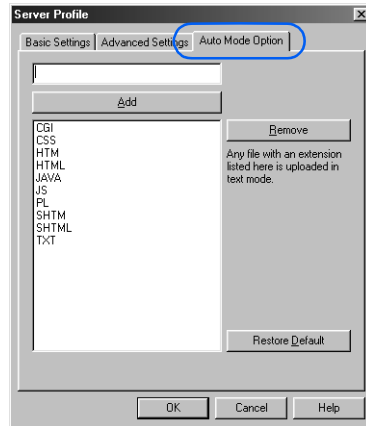 Server Profile
Basic Settings Advanced Settings Auto Mode Option
Add
CGI
CSS
HTM
HTML
JAVA
JS
PL
SHTM
SHTML
TXT
Remove
Any file with an extension
listed here is uploaded in
text mode.
Restore Default
OK Cancel Help